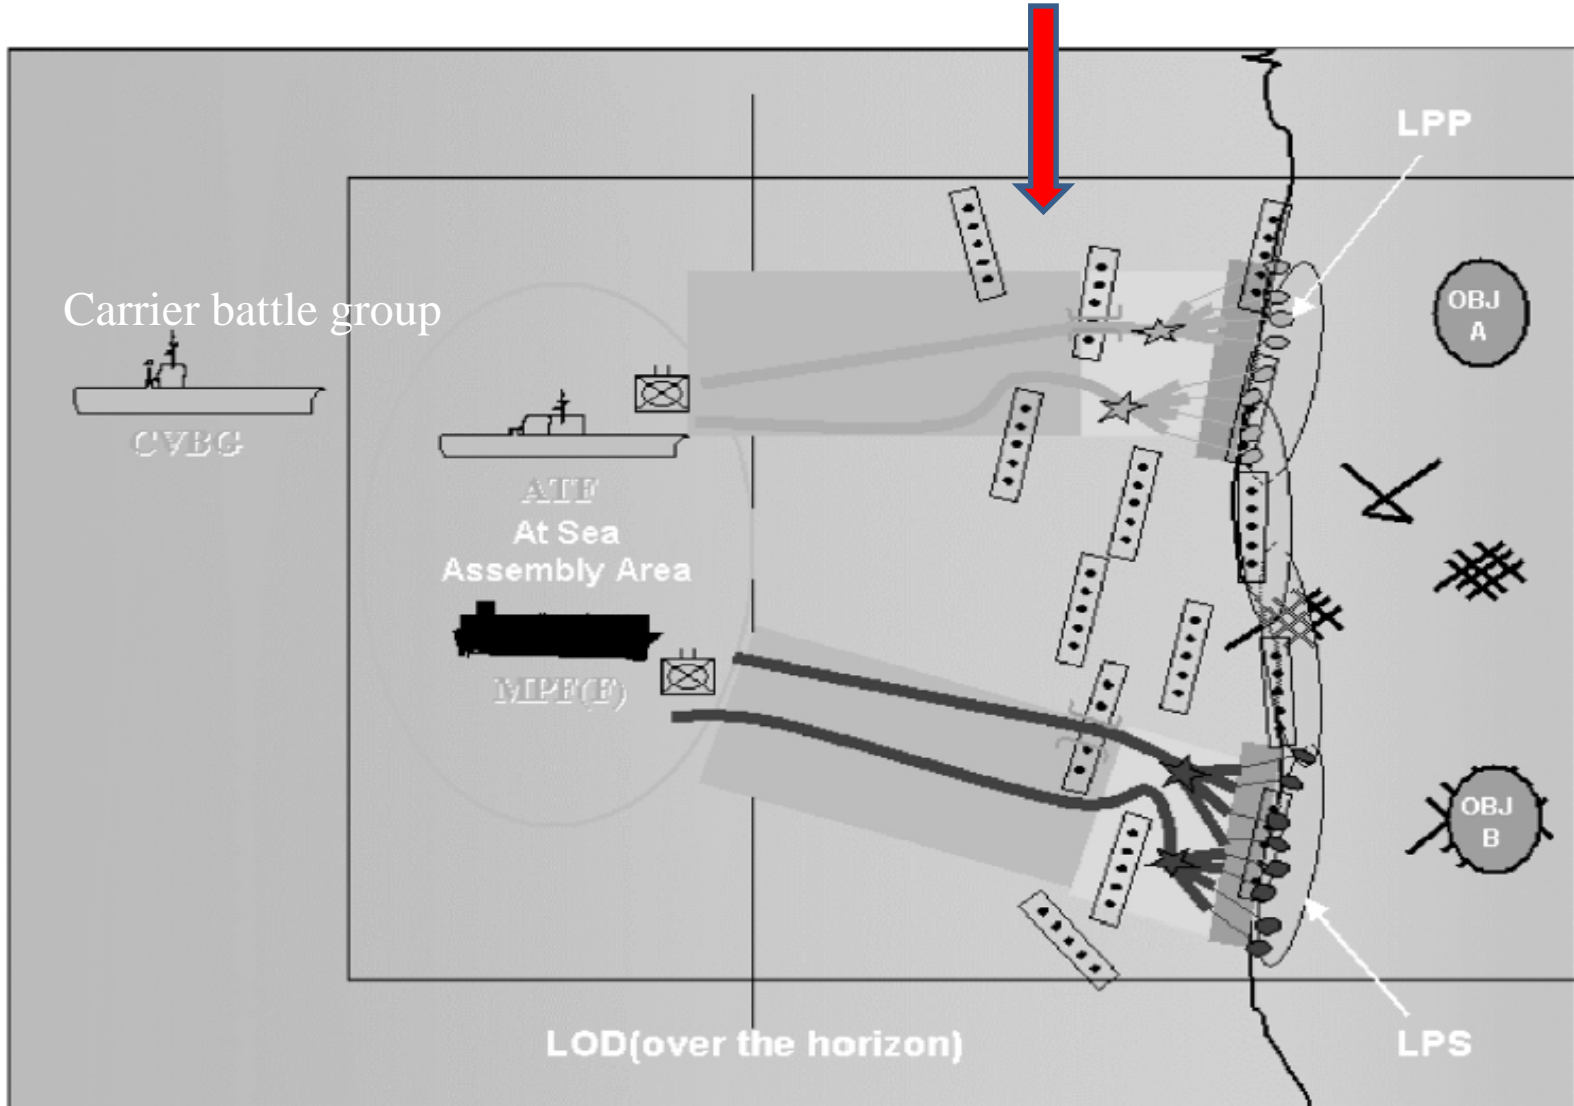 LPP
Carrier battle group
OBJ
A
CVBG
ATF
At Sea
Assembly Area
MPF(F)
OBJ
B
LOD(over the horizon)
LPS